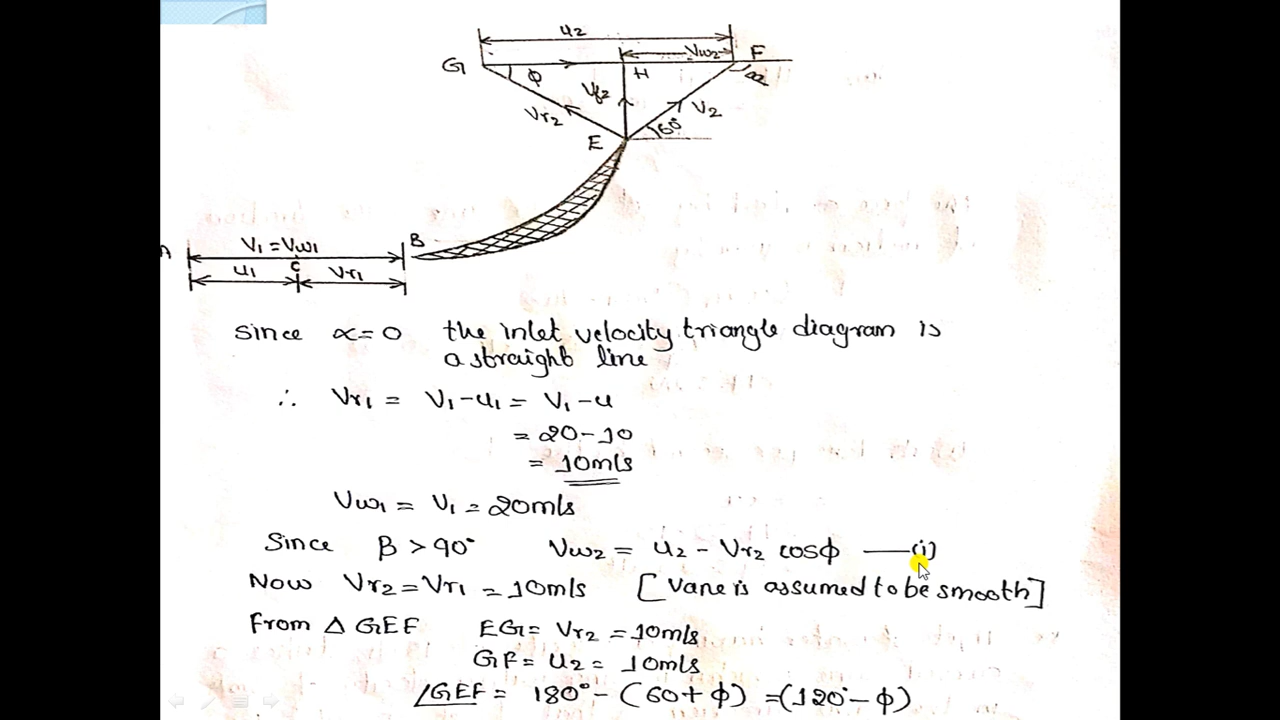 u2
Vw2
F
G
φ
H
β
Vf2
Vr2
V2
60°
E
A
V1 = Vw1
B
C
u1
Vr1
Since α=0 the inlet velocity triangle diagram is
a straight line
∴ Vr1 = V1-u1 = V1-u
= 20-10
= 10m/s
Vw1 = V1 = 20m/s
Since β > 90° Vw2 = u2 - Vr2 cosφ —(i)
Now Vr2 = Vr1 = 10m/s [Vane is assumed to be smooth]
From Δ GEF EG = Vr2 = 10m/s
GF = u2 = 10m/s
∠GEF = 180° - (60+φ) = (120° - φ)